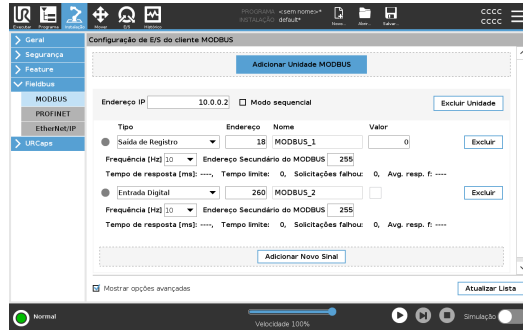 PROGRAMA <sem nome>*
INSTALAÇÃO default*
CCCC
CCCC
Executar Programa Instalação Mover E/S Histórico Novo... Abrir... Salvar...
Geral
Segurança
Feature
Fieldbus
MODBUS
PROFINET
EtherNet/IP
URCaps
Configuração de E/S do cliente MODBUS
Adicionar Unidade MODBUS
Endereço IP 10.0.0.2 Modo sequencial Excluir Unidade
Tipo Endereço Nome Valor
Saída de Registro 18 MODBUS_1 0 Excluir
Frequência [Hz] 10 Endereço Secundário do MODBUS 255
Tempo de resposta [ms]: ----, Tempo limite: 0, Solicitações falhou: 0, Avg. resp. f: ----
Entrada Digital 260 MODBUS_2 Excluir
Frequência [Hz] 10 Endereço Secundário do MODBUS 255
Tempo de resposta [ms]: ----, Tempo limite: 0, Solicitações falhou: 0, Avg. resp. f: ----
Adicionar Novo Sinal
Mostrar opções avançadas Atualizar Lista
Normal
Velocidade 100%
Simulação